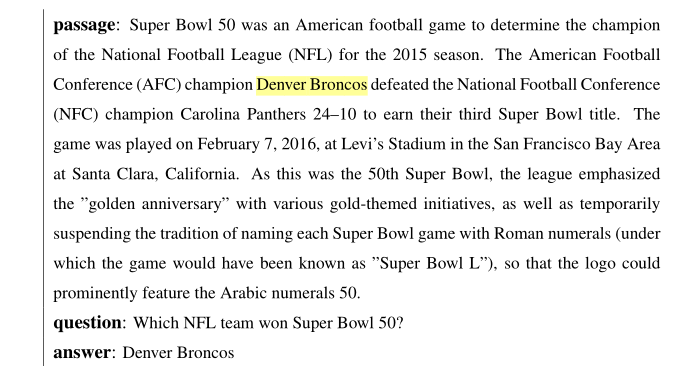 passage: Super Bowl 50 was an American football game to determine the champion
of the National Football League (NFL) for the 2015 season. The American Football
Conference (AFC) champion Denver Broncos defeated the National Football Conference
(NFC) champion Carolina Panthers 24–10 to earn their third Super Bowl title. The
game was played on February 7, 2016, at Levi's Stadium in the San Francisco Bay Area
at Santa Clara, California. As this was the 50th Super Bowl, the league emphasized
the ”golden anniversary” with various gold-themed initiatives, as well as temporarily
suspending the tradition of naming each Super Bowl game with Roman numerals (under
which the game would have been known as ”Super Bowl L”), so that the logo could
prominently feature the Arabic numerals 50.
question: Which NFL team won Super Bowl 50?
answer: Denver Broncos